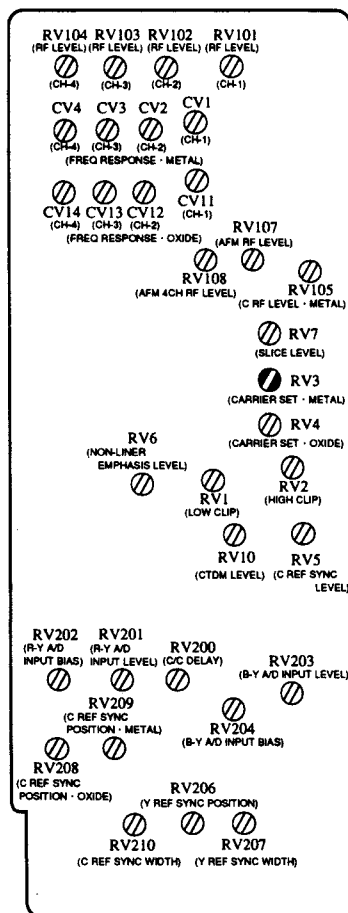 RV104 RV103 RV102 RV101
(RF LEVEL) (RF LEVEL) (RF LEVEL) (RF LEVEL)
(CH-4) (CH-3) (CH-2) (CH-1)
CV4 CV3 CV2 CV1
(CH-4) (CH-3) (CH-2) (CH-1)
(FREQ RESPONSE · METAL)
CV14 CV13 CV12 CV11
(CH-4) (CH-3) (CH-2) (CH-1)
(FREQ RESPONSE · OXIDE)
RV107
(AFM RF LEVEL)
RV108
(AFM 4CH RF LEVEL)
RV105
(C RF LEVEL · METAL)
RV7
(SLICE LEVEL)
RV3
(CARRIER SET · METAL)
RV4
(CARRIER SET · OXIDE)
RV6
(NON-LINER
EMPHASIS LEVEL)
RV1
(LOW CLIP)
RV2
(HIGH CLIP)
RV10
(CTDM LEVEL)
RV5
(C REF SYNC
LEVEL)
RV202
(R-Y A/D
INPUT BIAS)
RV201
(R-Y A/D
INPUT LEVEL)
RV200
(C/C DELAY)
RV203
(B-Y A/D INPUT LEVEL)
RV209
(C REF SYNC
POSITION · METAL)
RV204
(B-Y A/D INPUT BIAS)
RV208
(C REF SYNC
POSITION · OXIDE)
RV206
(Y REF SYNC POSITION)
RV210
(C REF SYNC WIDTH)
RV207
(Y REF SYNC WIDTH)